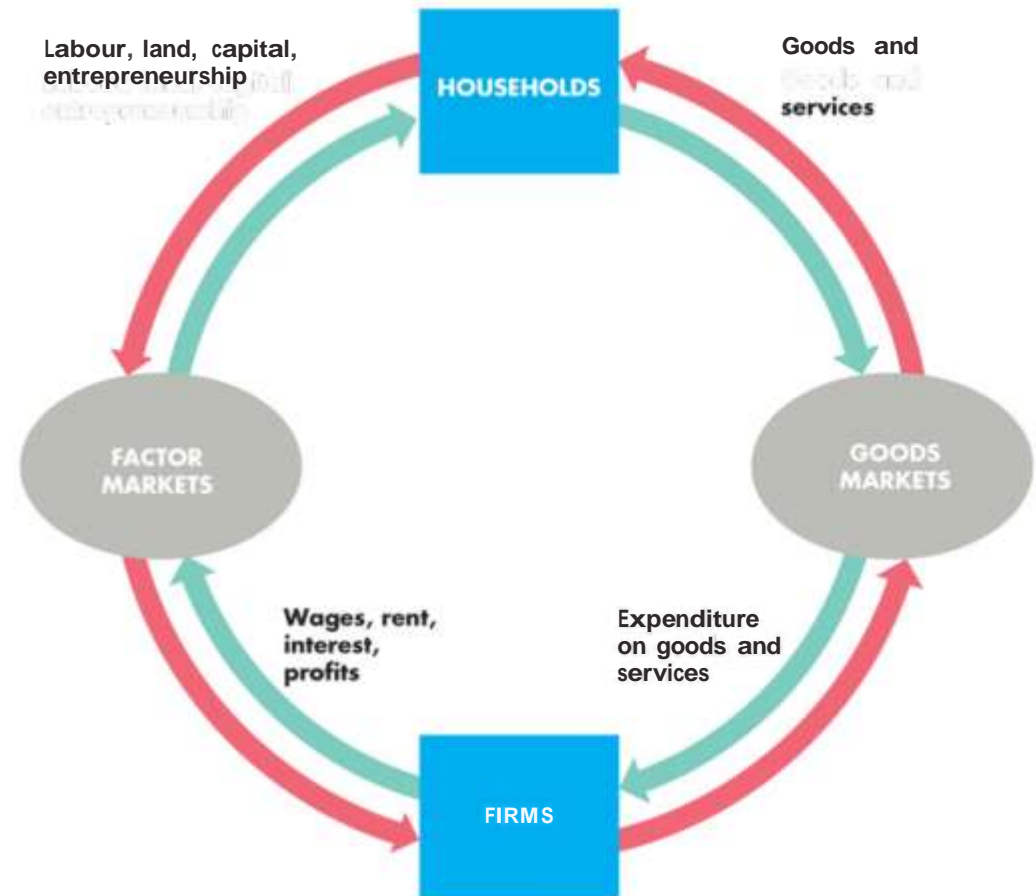 Labour, land, capital,
entrepreneurship
HOUSEHOLDS
Goods and
services
FACTOR
MARKETS
GOODS
MARKETS
Wages, rent,
interest,
profits
Expenditure
on goods and
services
FIRMS